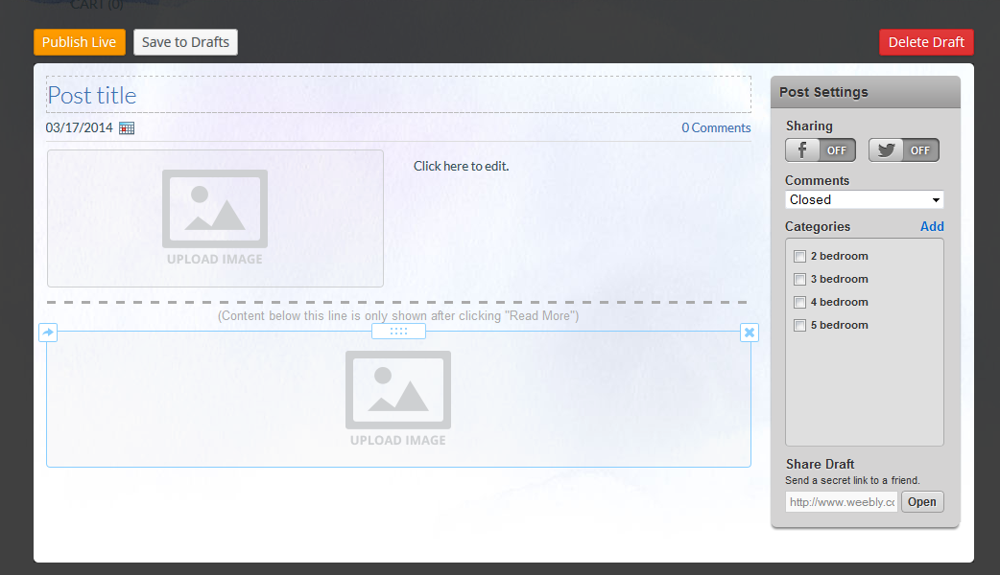 CART (0)
Publish Live
Save to Drafts
Delete Draft
Post title
03/17/2014
0 Comments
Click here to edit.
UPLOAD IMAGE
(Content below this line is only shown after clicking "Read More")
UPLOAD IMAGE
Post Settings
Sharing
OFF
OFF
Comments
Closed
Categories
Add
2 bedroom
3 bedroom
4 bedroom
5 bedroom
Share Draft
Send a secret link to a friend.
http://www.weebly.cc
Open